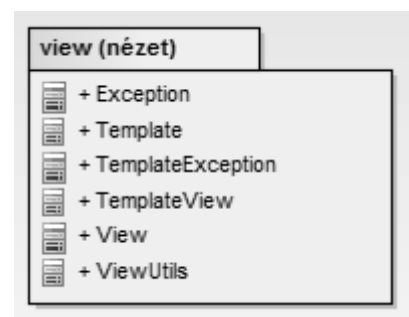 view (nézet)
+ Exception
+ Template
+ TemplateException
+ TemplateView
+ View
+ ViewUtils